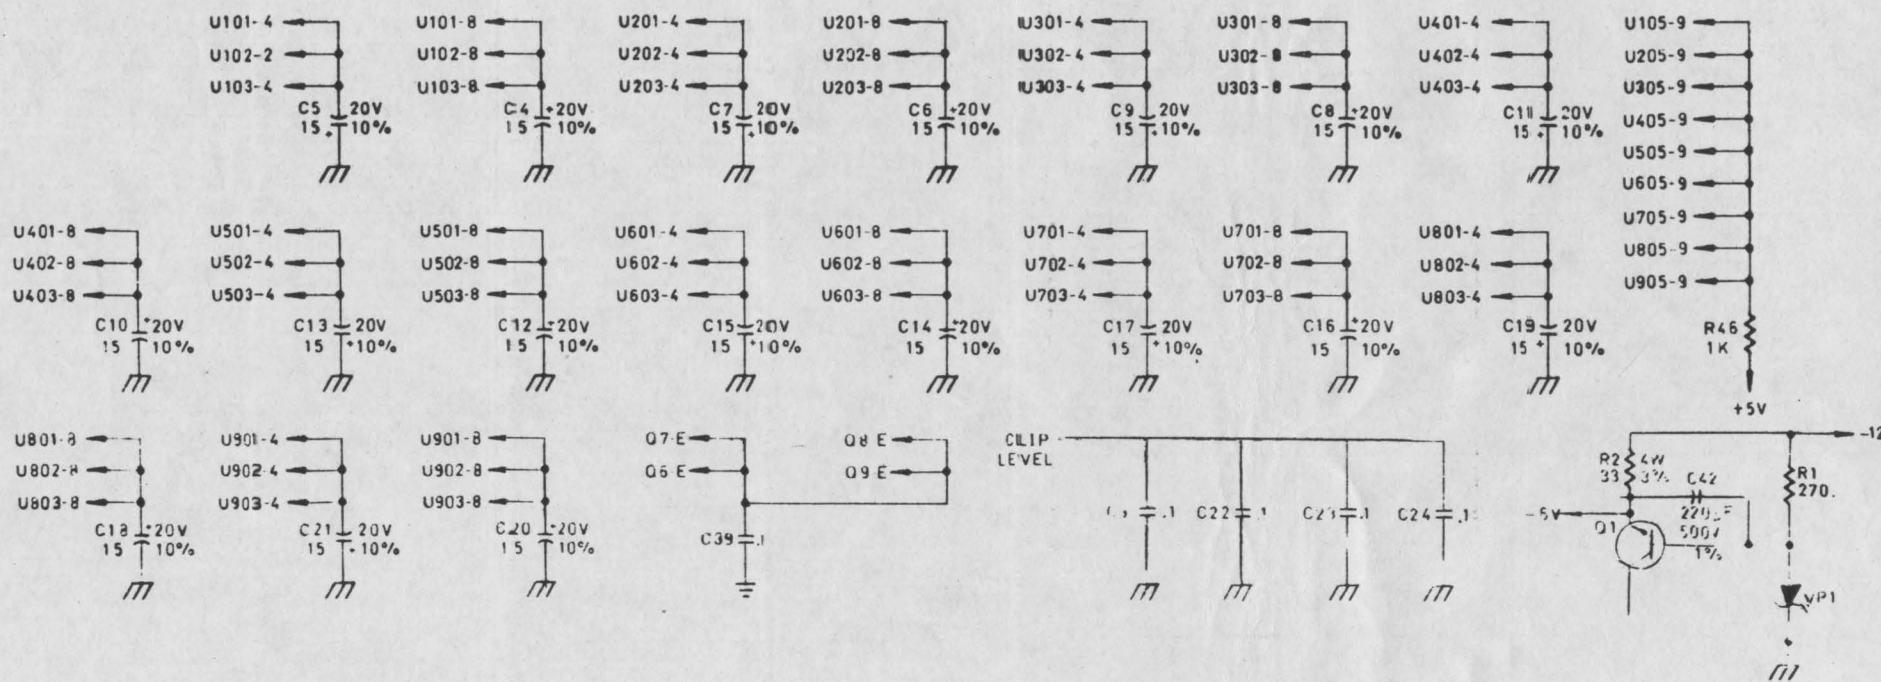 U101-4
U102-2
U103-4
C5 20V
15 + 10%
U101-8
U102-8
U103-8
C4 +20V
15 10%
U201-4
U202-4
U203-4
C7 20V
15 + 10%
U201-8
U202-8
U203-8
C6 +20V
15 10%
U301-4
U302-4
U303-4
C9 20V
15 + 10%
U301-8
U302-8
U303-8
C8 +20V
15 10%
U401-4
U402-4
U403-4
C11 20V
15 + 10%
U105-9
U205-9
U305-9
U405-9
U505-9
U605-9
U705-9
U805-9
U905-9
R46
1K
+5V
U401-8
U402-8
U403-8
C10 +20V
15 10%
U501-4
U502-4
U503-4
C13 20V
15 +10%
U501-8
U502-8
U503-8
C12 +20V
15 10%
U601-4
U602-4
U603-4
C15 20V
15 + 10%
U601-8
U602-8
U603-8
C14 +20V
15 10%
U701-4
U702-4
U703-4
C17 20V
15 + 10%
U701-8
U702-8
U703-8
C16 +20V
15 10%
U801-4
U802-4
U803-4
C19 20V
15 + 10%
U801-8
U802-8
U803-8
C18 +20V
15 10%
U901-4
U902-4
U903-4
C21 20V
15 +10%
U901-8
U902-8
U903-8
C20 +20V
15 10%
Q7-E
Q6-E
C39 .1
Q8 E
Q9 E
CLIP
LEVEL
.1
C22 .1
C23 .1
C24 .1
-12
R2 4W
33 3%
C42
500V
1%
R1
270
-6V
Q1
VR1